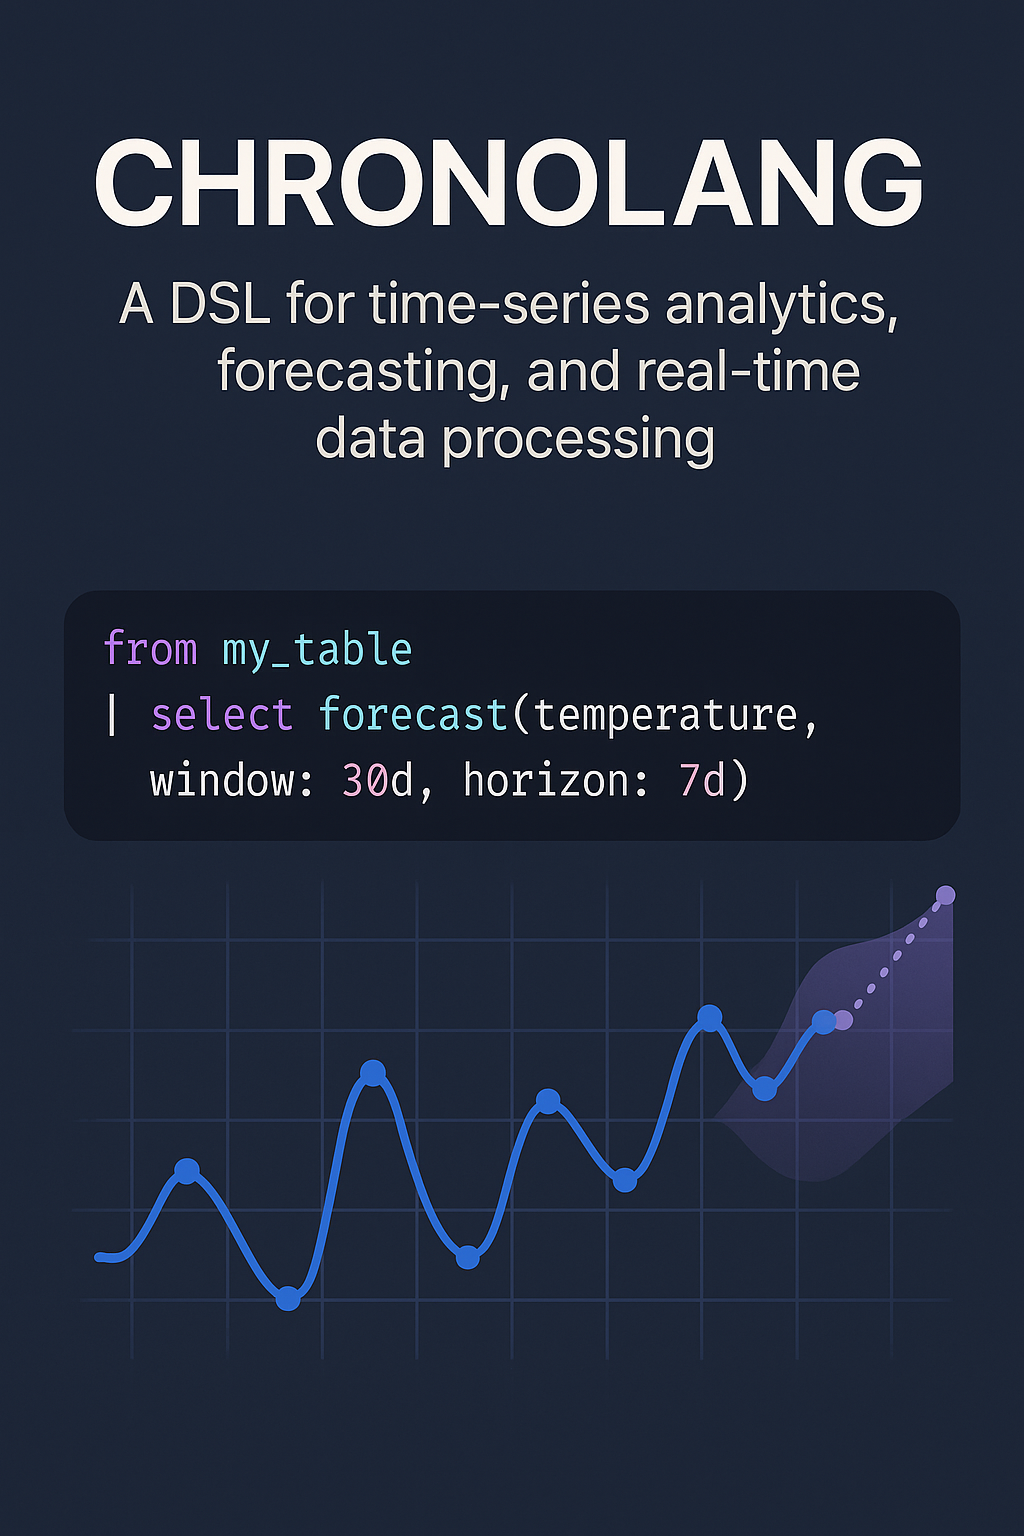 CHRONOLANG
A DSL for time-series analytics,
forecasting, and real-time
data processing
from my_table
| select forecast(temperature,
window: 30d, horizon: 7d)